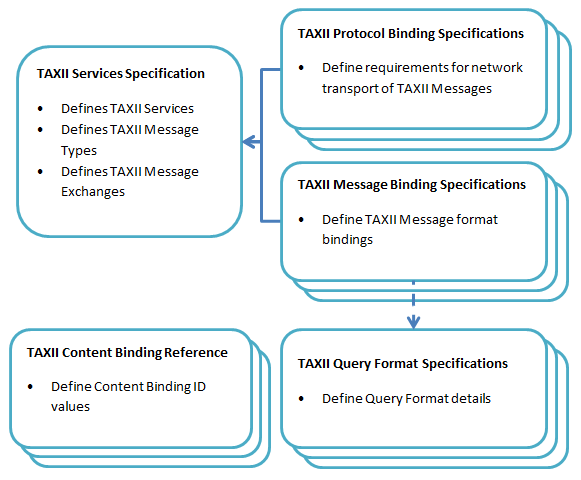 TAXII Services Specification
• Defines TAXII Services
• Defines TAXII Message
Types
• Defines TAXII Message
Exchanges
TAXII Protocol Binding Specifications
• Define requirements for network
transport of TAXII Messages
TAXII Message Binding Specifications
• Define TAXII Message format
bindings
TAXII Content Binding Reference
• Define Content Binding ID
values
TAXII Query Format Specifications
• Define Query Format details